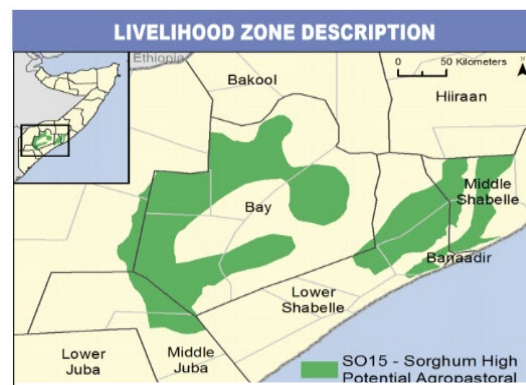 LIVELIHOOD ZONE DESCRIPTION
Ethiopia
Bakool
0 50 Kilometers
N
Hiiraan
Bay
Middle
Shabelle
Banaadir
Lower
Shabelle
Lower
Juba
Middle
Juba
SO15 - Sorghum High
Potential Agropastoral